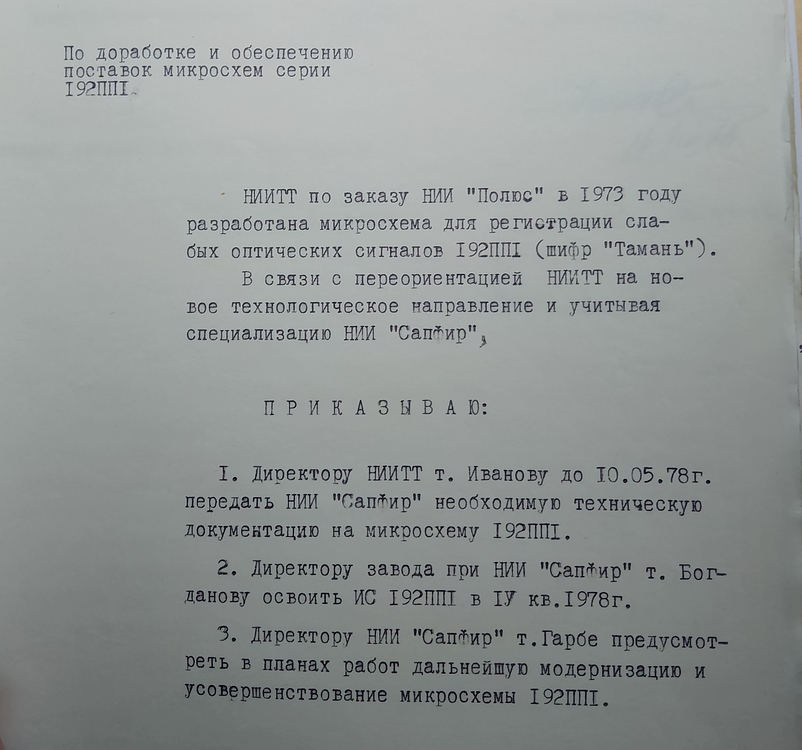 По доработке и обеспечению
поставок микросхем серии
I92ППI.
НИИТТ по заказу НИИ "Полюс" в I973 году
разработана микросхема для регистрации сла-
бых оптических сигналов I92ППI (шифр "Тамань").
В связи с переориентацией НИИТТ на но-
вое технологическое направление и учитывая
специализацию НИИ "Сапфир",
П Р И К А З Ы В А Ю:
I. Директору НИИТТ т. Иванову до I0.05.78г.
передать НИИ "Сапфир" необходимую техническую
документацию на микросхему I92ППI.
2. Директору завода при НИИ "Сапфир" т. Бог-
данову освоить ИС I92ППI в IУ кв.I978г.
3. Директору НИИ "Сапфир" т.Гарбе предусмот-
реть в планах работ дальнейшую модернизацию и
усовершенствование микросхемы I92ППI.